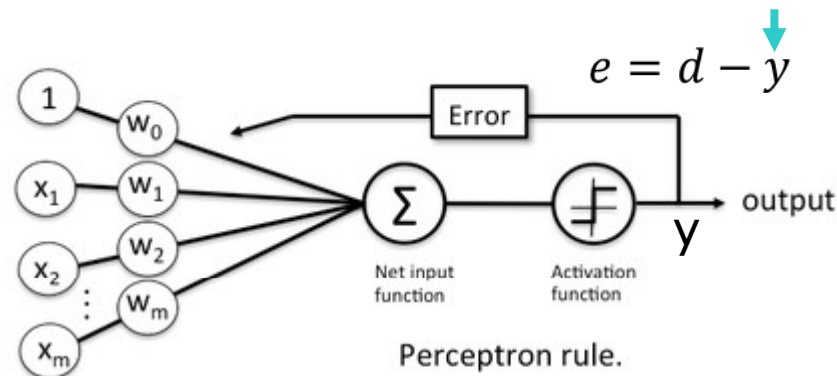 e = d − y
1
w₀
Error
x₁
w₁
Σ
output
y
x₂
w₂
Net input
function
Activation
function
⋮
wₘ
xₘ
Perceptron rule.